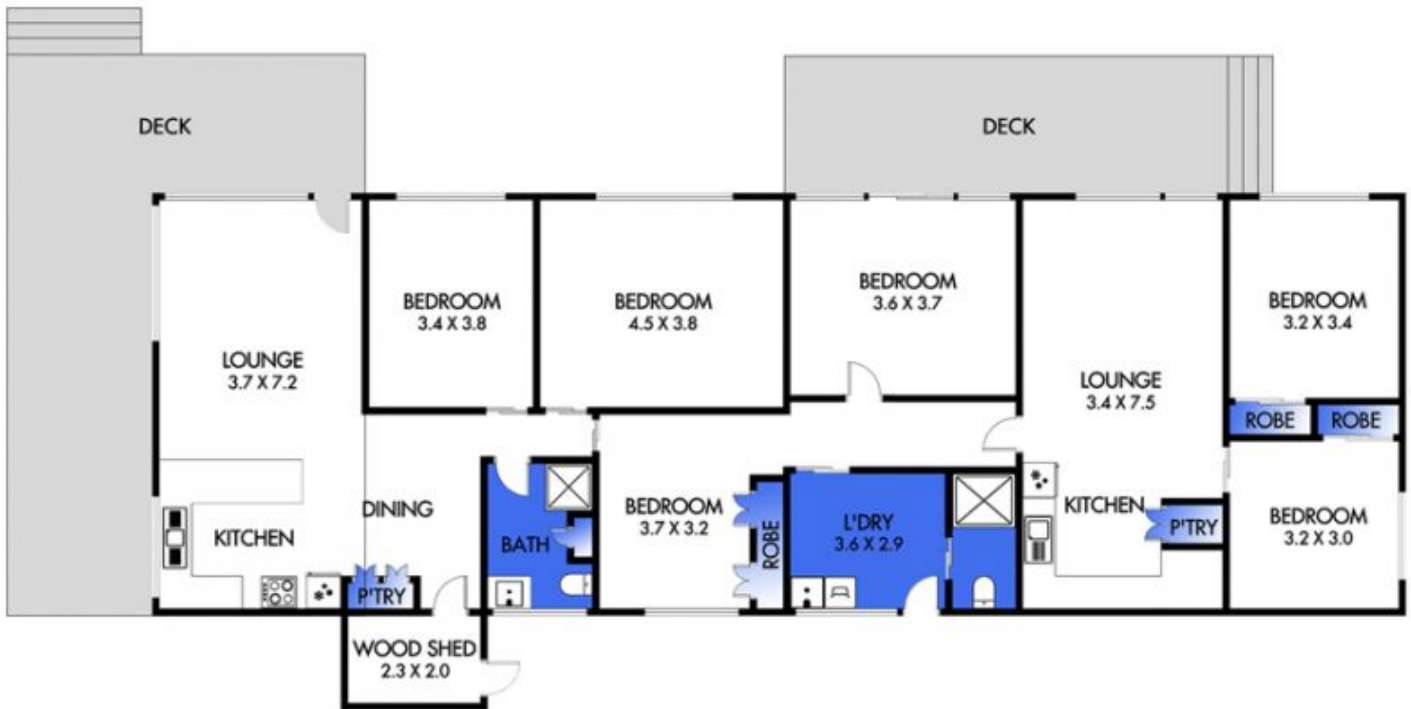 DECK
DECK
BEDROOM
3.4 X 3.8
BEDROOM
4.5 X 3.8
BEDROOM
3.6 X 3.7
BEDROOM
3.2 X 3.4
LOUNGE
3.7 X 7.2
LOUNGE
3.4 X 7.5
ROBE
ROBE
DINING
KITCHEN
P'TRY
BATH
BEDROOM
3.7 X 3.2
ROBE
L'DRY
3.6 X 2.9
KITCHEN
P'TRY
BEDROOM
3.2 X 3.0
WOOD SHED
2.3 X 2.0